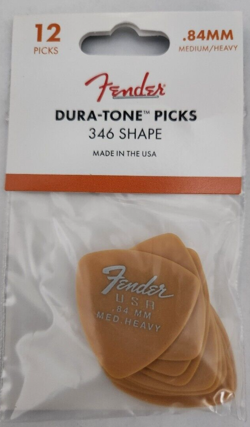 12
PICKS
.84MM
MEDIUM/HEAVY
Fender
DURA-TONE™ PICKS
346 SHAPE
MADE IN THE USA
Fender
USA
.84 MM
MED/HEAVY